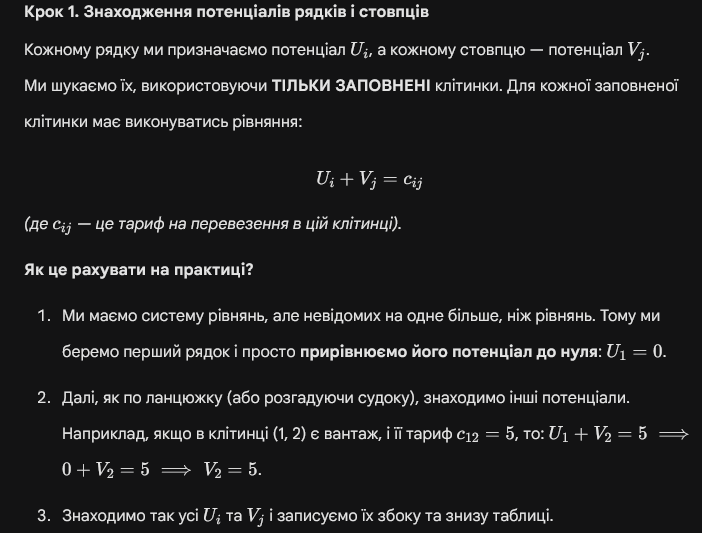 Крок 1. Знаходження потенціалів рядків і стовпців
Кожному рядку ми призначаємо потенціал U_i, а кожному стовпцю — потенціал V_j.
Ми шукаємо їх, використовуючи ТІЛЬКИ ЗАПОВНЕНІ клітинки. Для кожної заповненої
клітинки має виконуватись рівняння:
U_i + V_j = c_{ij}
(де c_{ij} — це тариф на перевезення в цій клітинці).
Як це рахувати на практиці?
1. Ми маємо систему рівнянь, але невідомих на одне більше, ніж рівнянь. Тому ми
беремо перший рядок і просто прирівнюємо його потенціал до нуля: U_1 = 0.
2. Далі, як по ланцюжку (або розгадуючи судоку), знаходимо інші потенціали.
Наприклад, якщо в клітинці (1, 2) є вантаж, і її тариф c_{12} = 5, то: U_1 + V_2 = 5 ⟹
0 + V_2 = 5 ⟹ V_2 = 5.
3. Знаходимо так усі U_i та V_j і записуємо їх збоку та знизу таблиці.